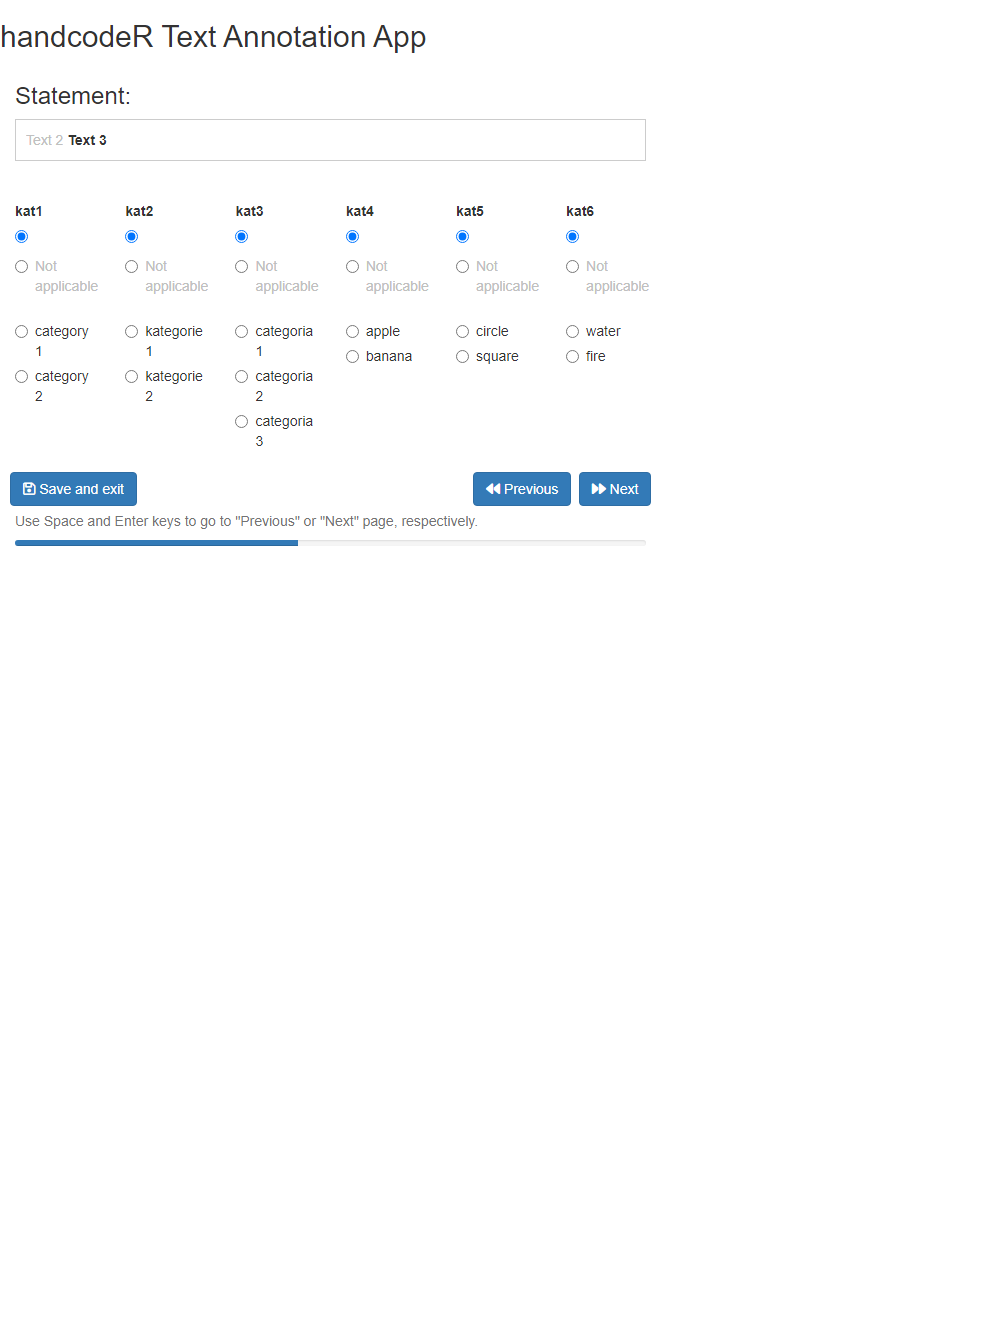 handcodeR Text Annotation App
Statement:
Text 2 Text 3
kat1 kat2 kat3 kat4 kat5 kat6
Not Not Not Not Not Not
applicable applicable applicable applicable applicable applicable
category kategorie categoria apple circle water
1 1 1
banana square fire
category kategorie categoria
2 2 2
categoria
3
Save and exit Previous Next
Use Space and Enter keys to go to "Previous" or "Next" page, respectively.